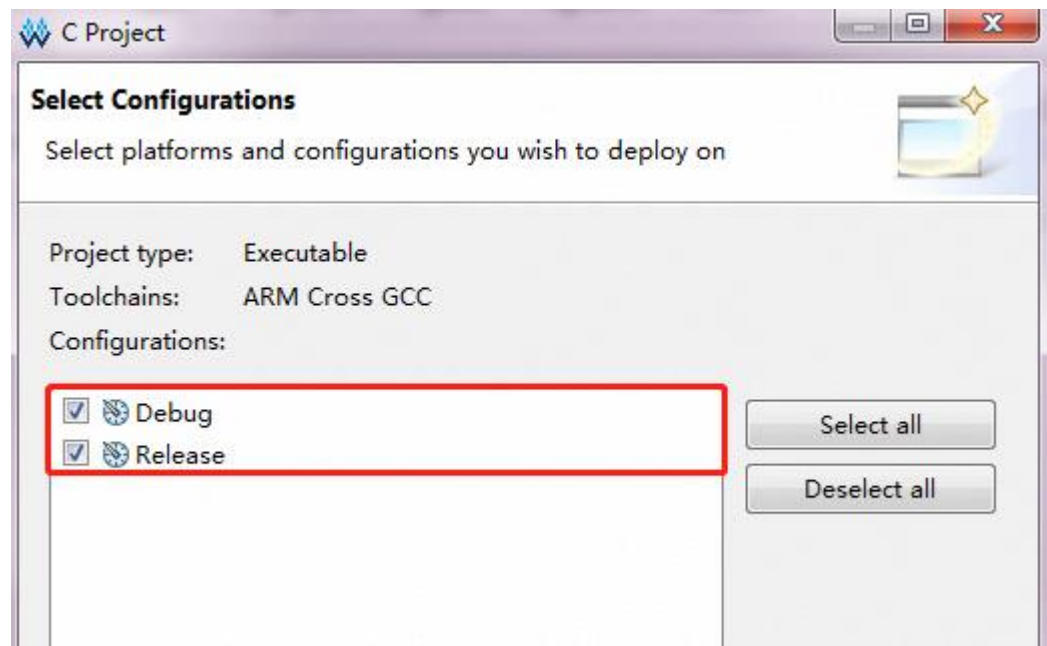 C Project
Select Configurations
Select platforms and configurations you wish to deploy on
Project type: Executable
Toolchains: ARM Cross GCC
Configurations:
Debug
Release
Select all
Deselect all